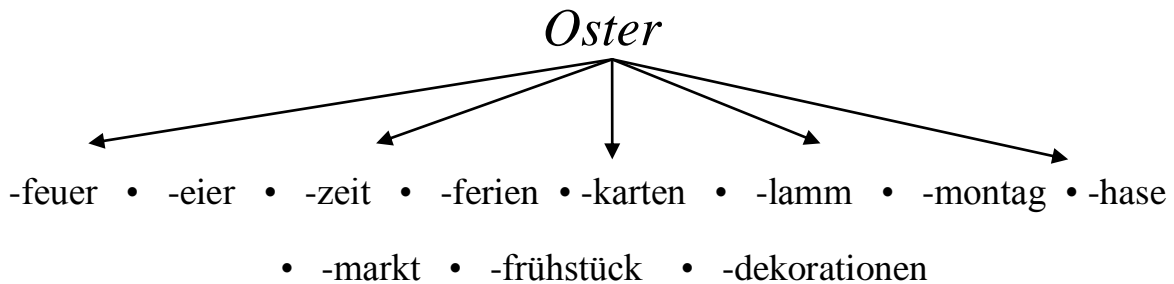 Oster
-feuer • -eier • -zeit • -ferien • -karten • -lamm • -montag • -hase
• -markt • -frühstück • -dekorationen